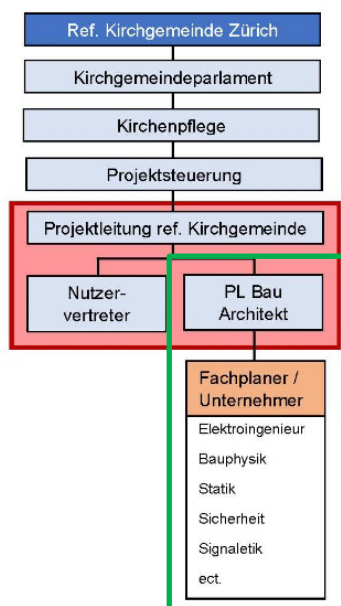 Ref. Kirchgemeinde Zürich
Kirchgemeindeparlament
Kirchenpflege
Projektsteuerung
Projektleitung ref. Kirchgemeinde
Nutzer-
vertreter
PL Bau
Architekt
Fachplaner /
Unternehmer
Elektroingenieur
Bauphysik
Statik
Sicherheit
Signaletik
ect.